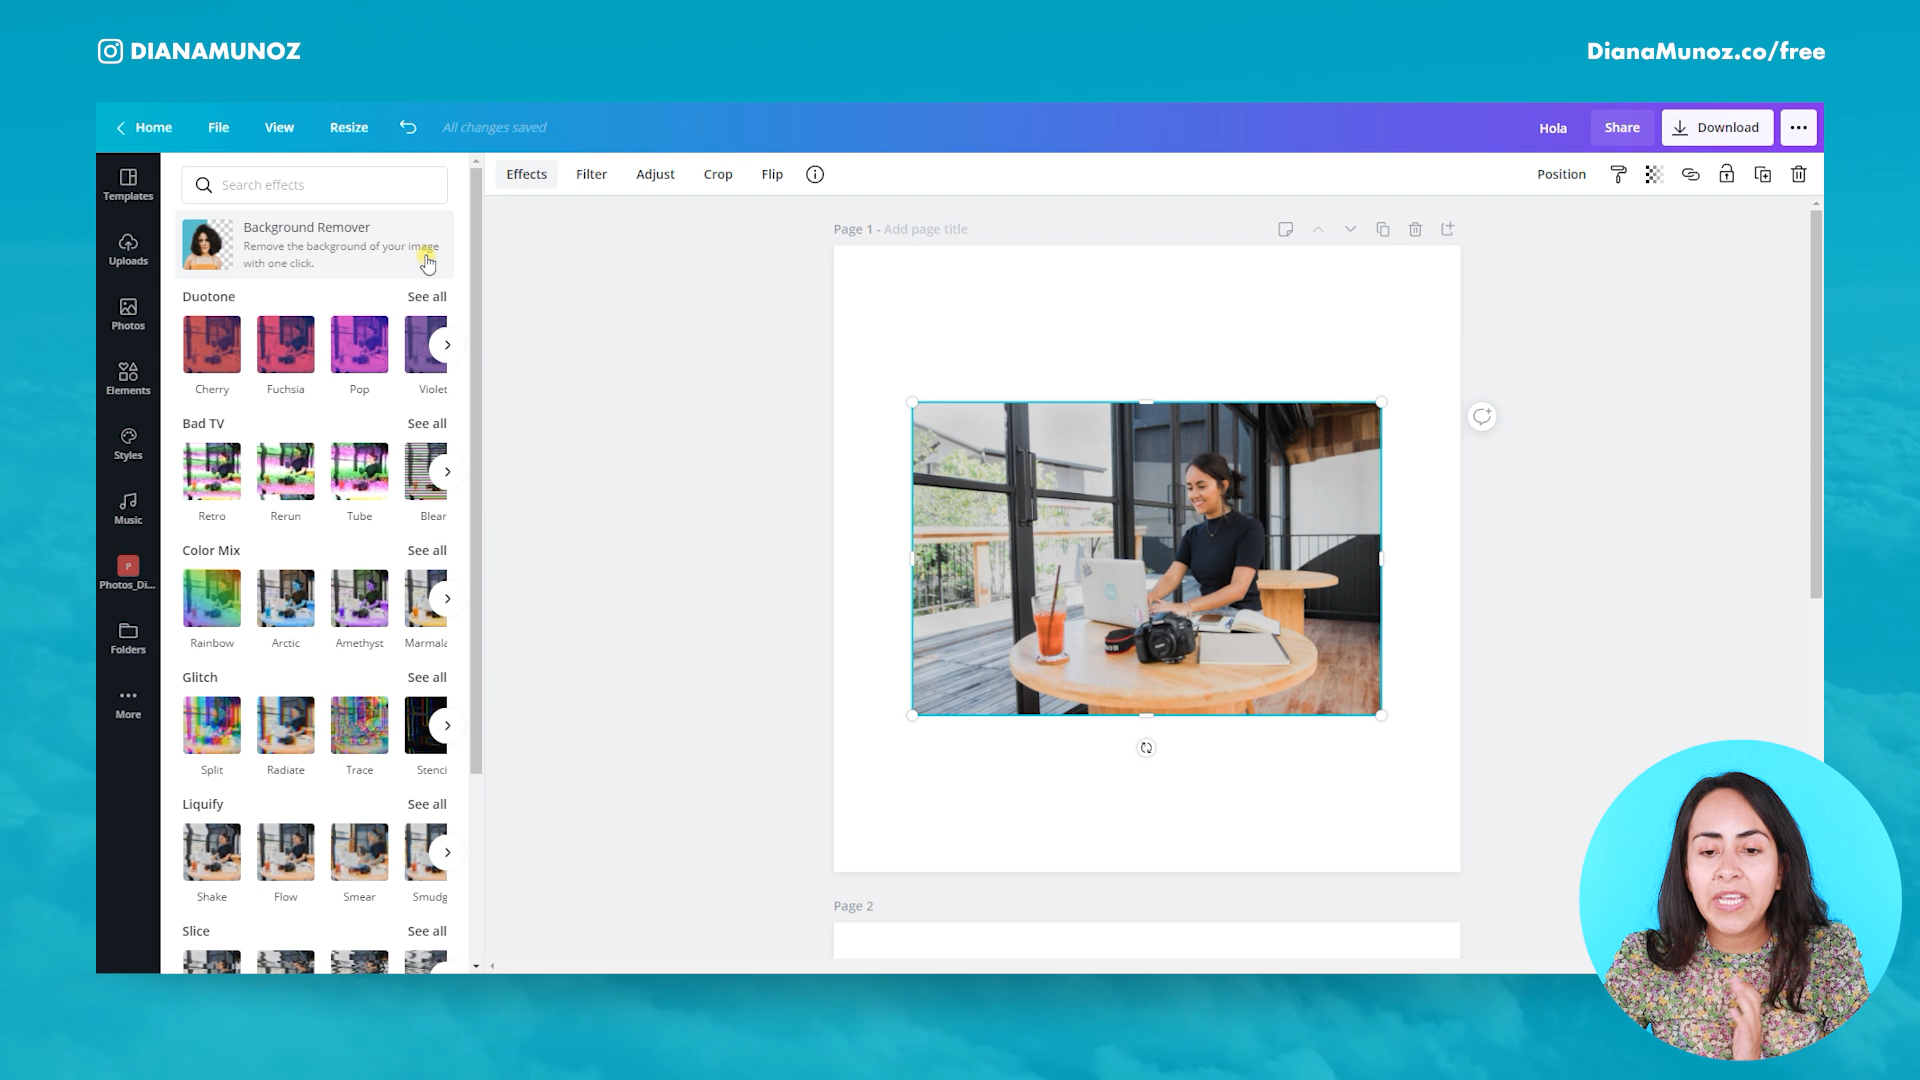 DIANAMUNOZ
DianaMunoz.co/free
Home File View Resize All changes saved Hola Share Download
Effects Filter Adjust Crop Flip Position
Templates
Uploads
Photos
Elements
Styles
Music
P
Photos_Di...
Folders
More
Search effects
Background Remover
Remove the background of your image
with one click.
Duotone See all
Cherry Fuchsia Pop Violet
Bad TV See all
Retro Rerun Tube Blear
Color Mix See all
Rainbow Arctic Amethyst Marmala
Glitch See all
Split Radiate Trace Stenci
Liquify See all
Shake Flow Smear Smudg
Slice See all
Page 1 - Add page title
Page 2